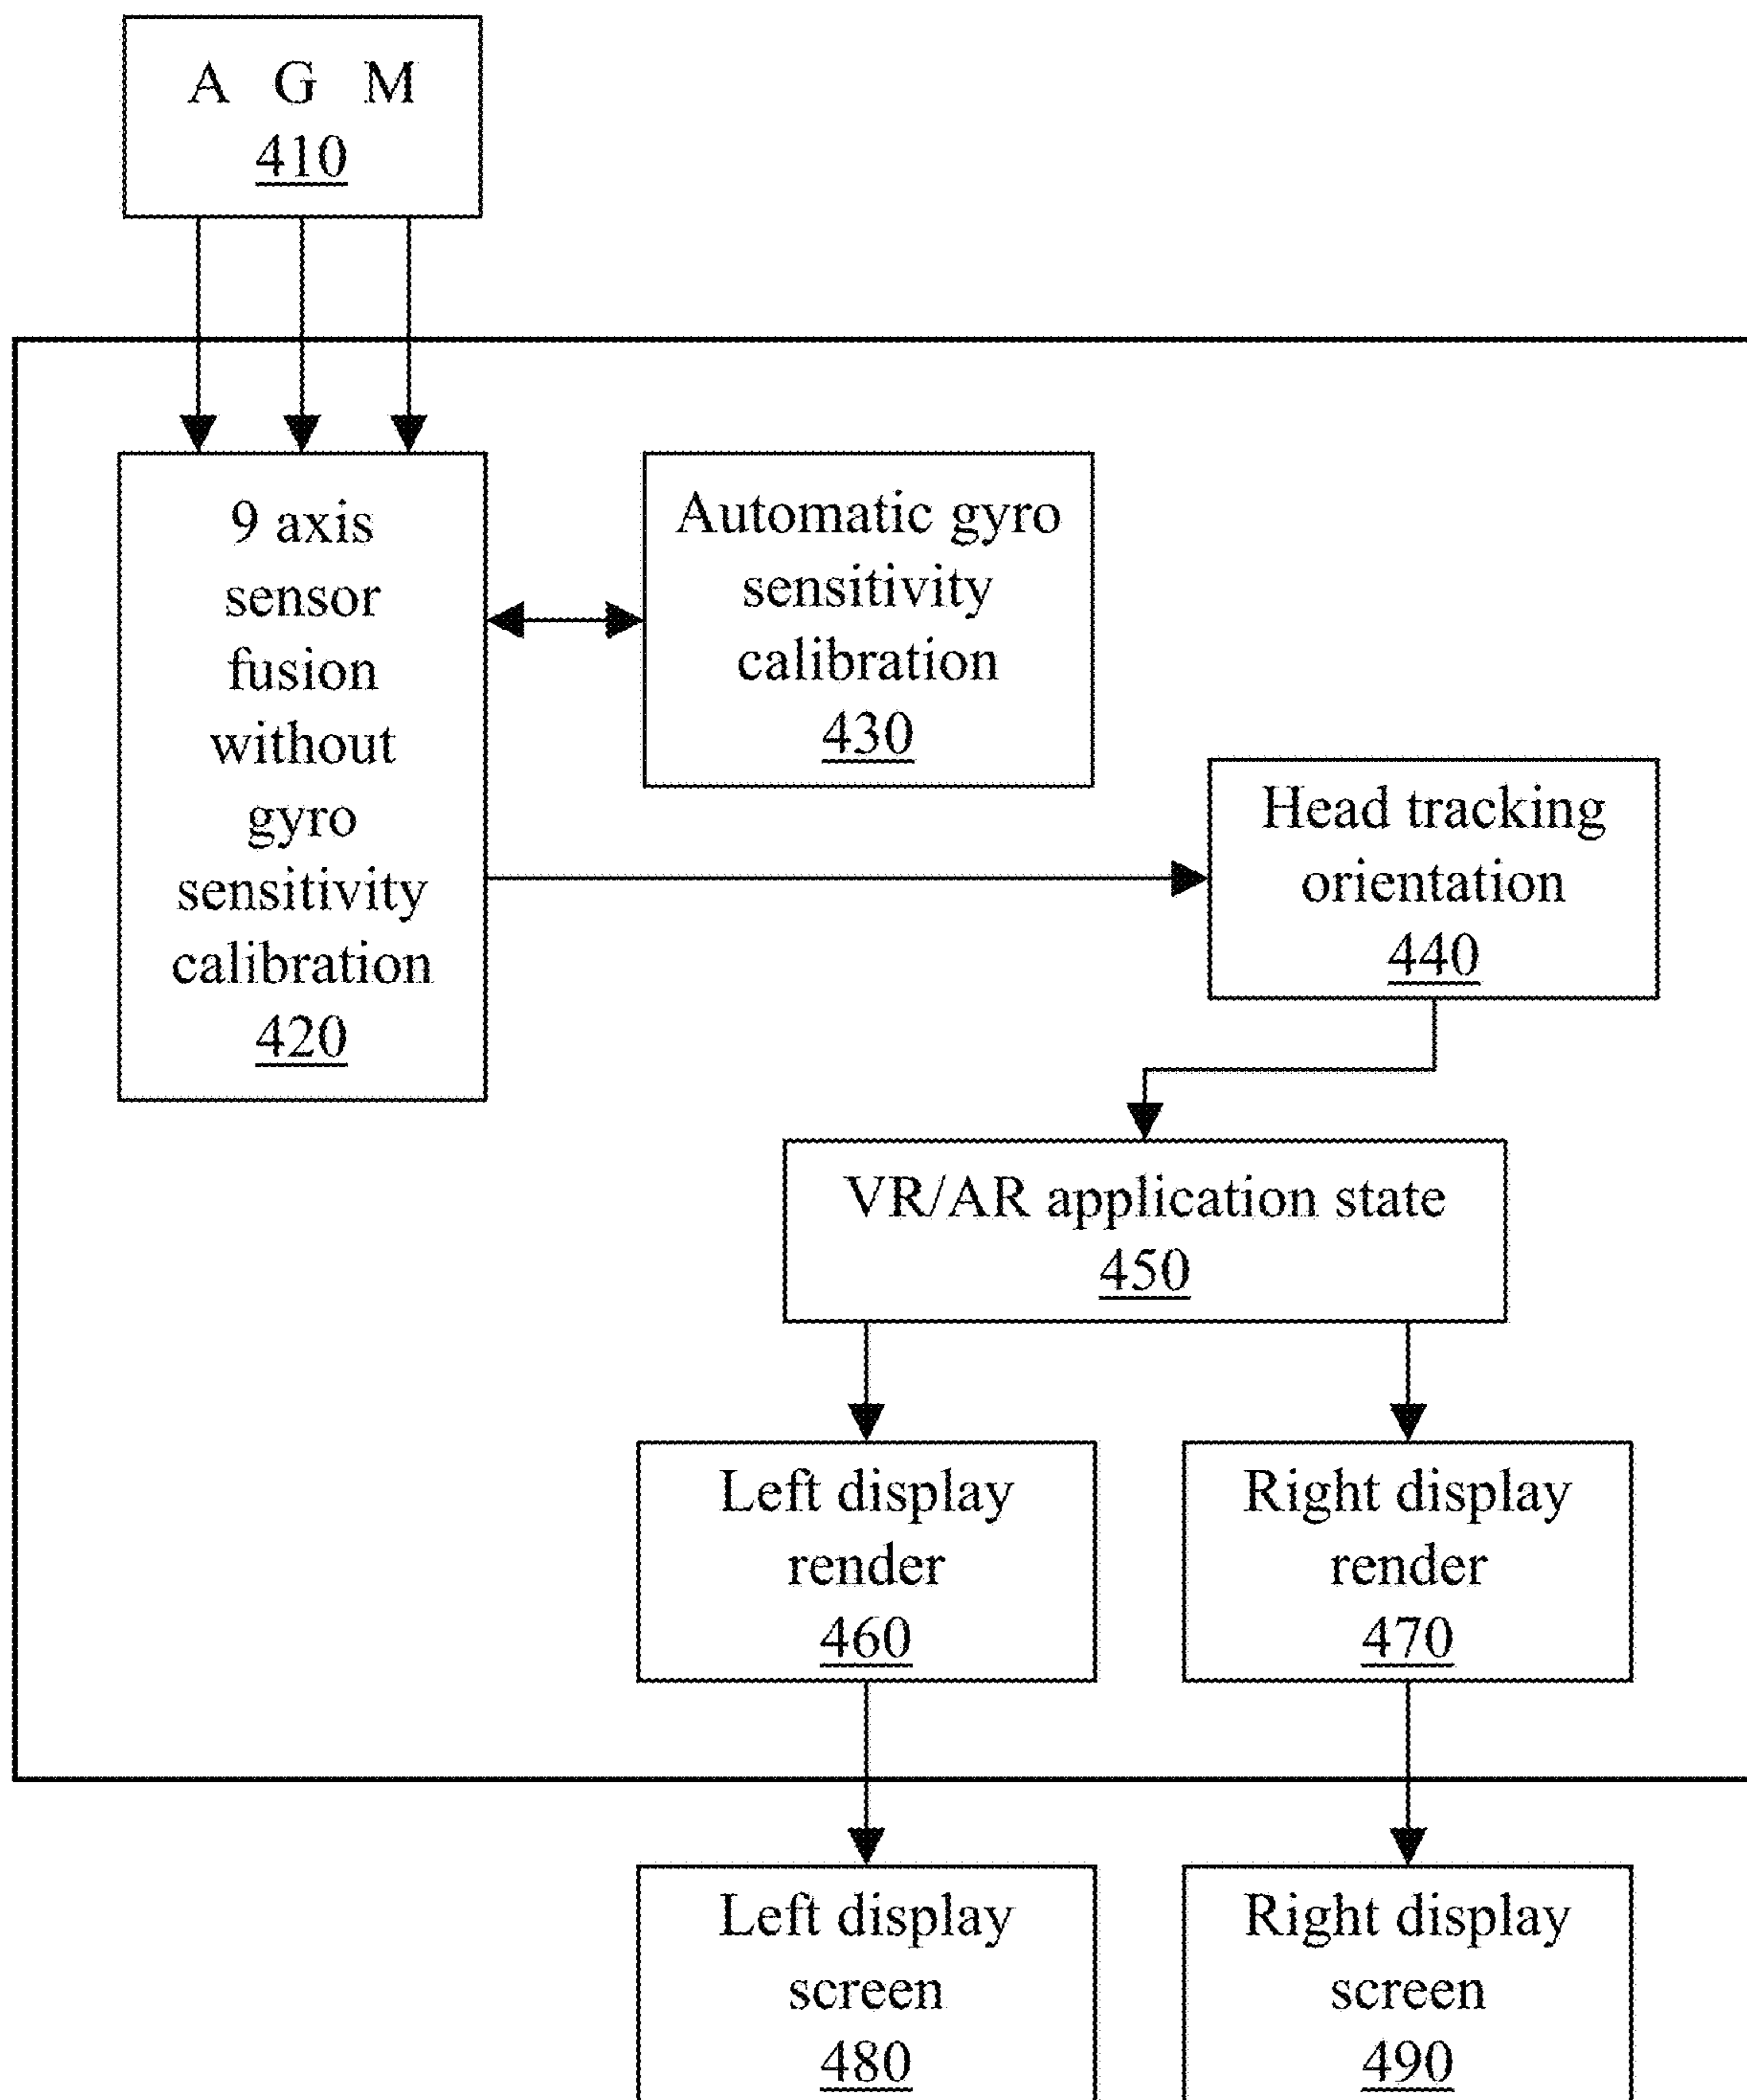 A G M
410
9 axis
sensor
fusion
without
gyro
sensitivity
calibration
420
Automatic gyro
sensitivity
calibration
430
Head tracking
orientation
440
VR/AR application state
450
Left display
render
460
Right display
render
470
Left display
screen
480
Right display
screen
490